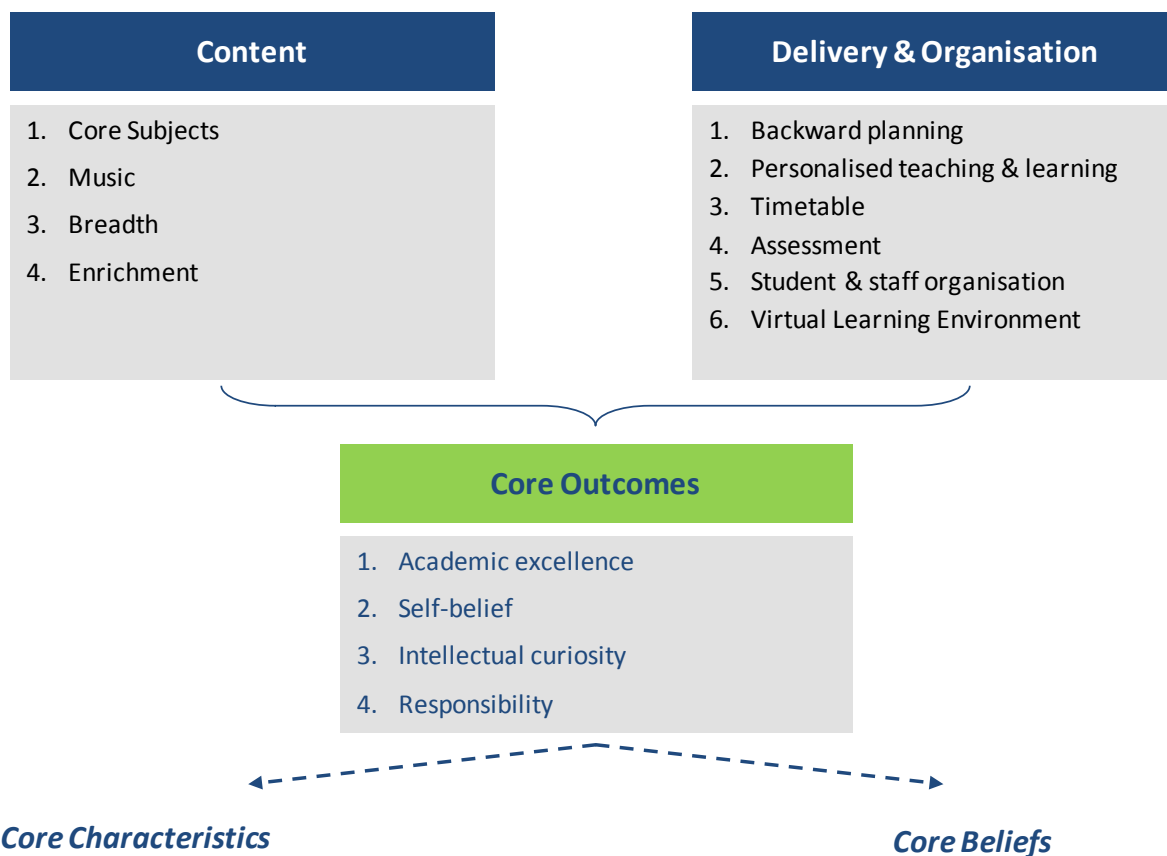 Content
1. Core Subjects
2. Music
3. Breadth
4. Enrichment
Delivery & Organisation
1. Backward planning
2. Personalised teaching & learning
3. Timetable
4. Assessment
5. Student & staff organisation
6. Virtual Learning Environment
Core Outcomes
1. Academic excellence
2. Self-belief
3. Intellectual curiosity
4. Responsibility
Core Characteristics
Core Beliefs